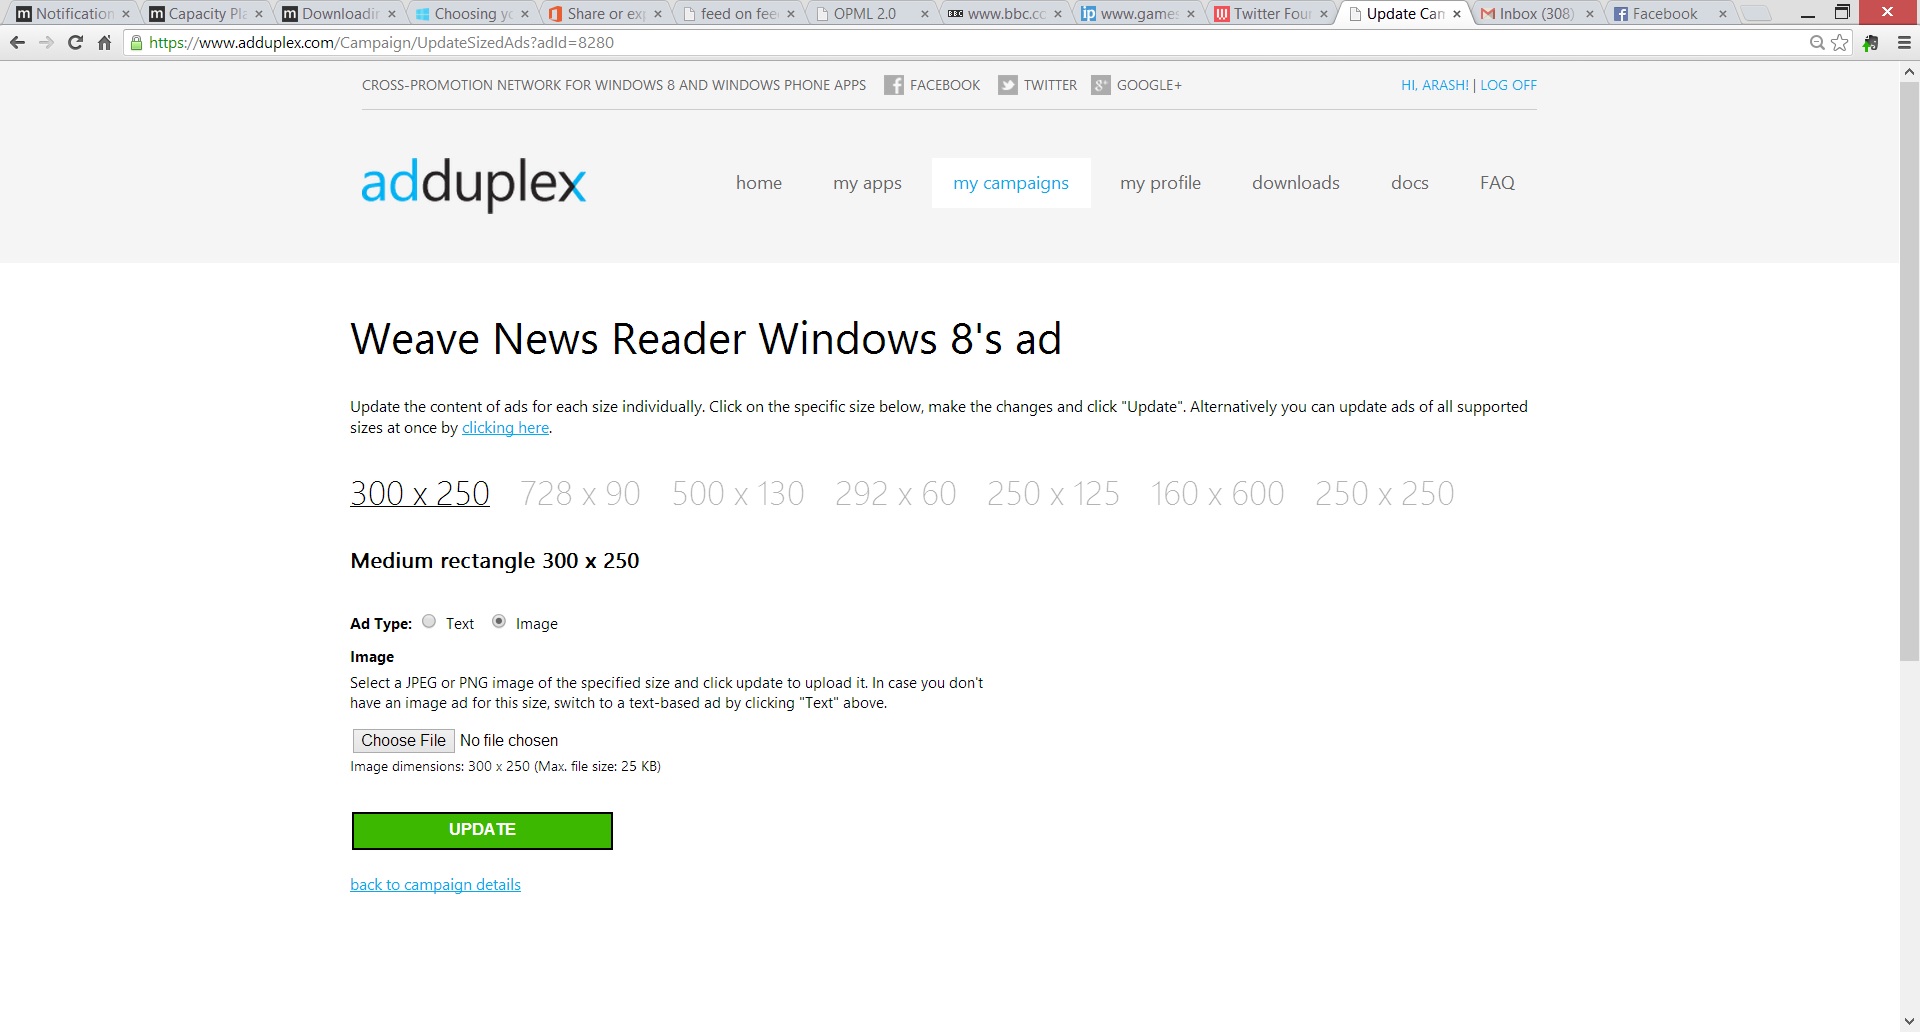 Notification
Capacity Pla
Downloadin
Choosing yo
Share or exp
feed on fee
OPML 2.0
www.bbc.co
www.games
Twitter Four
Update Cam
Inbox (308)
Facebook
https://www.adduplex.com/Campaign/UpdateSizedAds?adId=8280
CROSS-PROMOTION NETWORK FOR WINDOWS 8 AND WINDOWS PHONE APPS FACEBOOK TWITTER GOOGLE+ HI, ARASH! | LOG OFF
adduplex
home my apps my campaigns my profile downloads docs FAQ
Weave News Reader Windows 8's ad
Update the content of ads for each size individually. Click on the specific size below, make the changes and click "Update". Alternatively you can update ads of all supported
sizes at once by clicking here.
300 x 250 728 x 90 500 x 130 292 x 60 250 x 125 160 x 600 250 x 250
Medium rectangle 300 x 250
Ad Type: Text Image
Image
Select a JPEG or PNG image of the specified size and click update to upload it. In case you don't
have an image ad for this size, switch to a text-based ad by clicking "Text" above.
Choose File No file chosen
Image dimensions: 300 x 250 (Max. file size: 25 KB)
UPDATE
back to campaign details